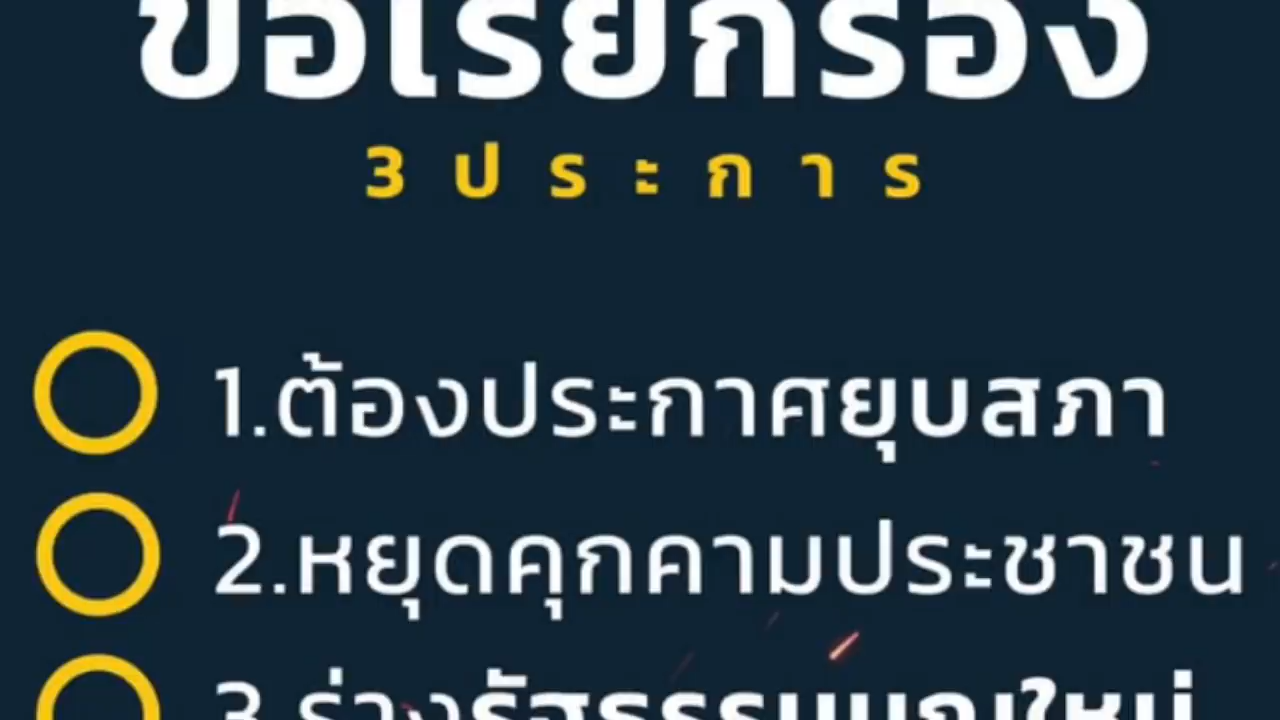 ข้อเรียกร้อง
3ประการ
1.ต้องประกาศยุบสภา
2.หยุดคุกคามประชาชน
3.ร่างรัฐธรรมนูญใหม่